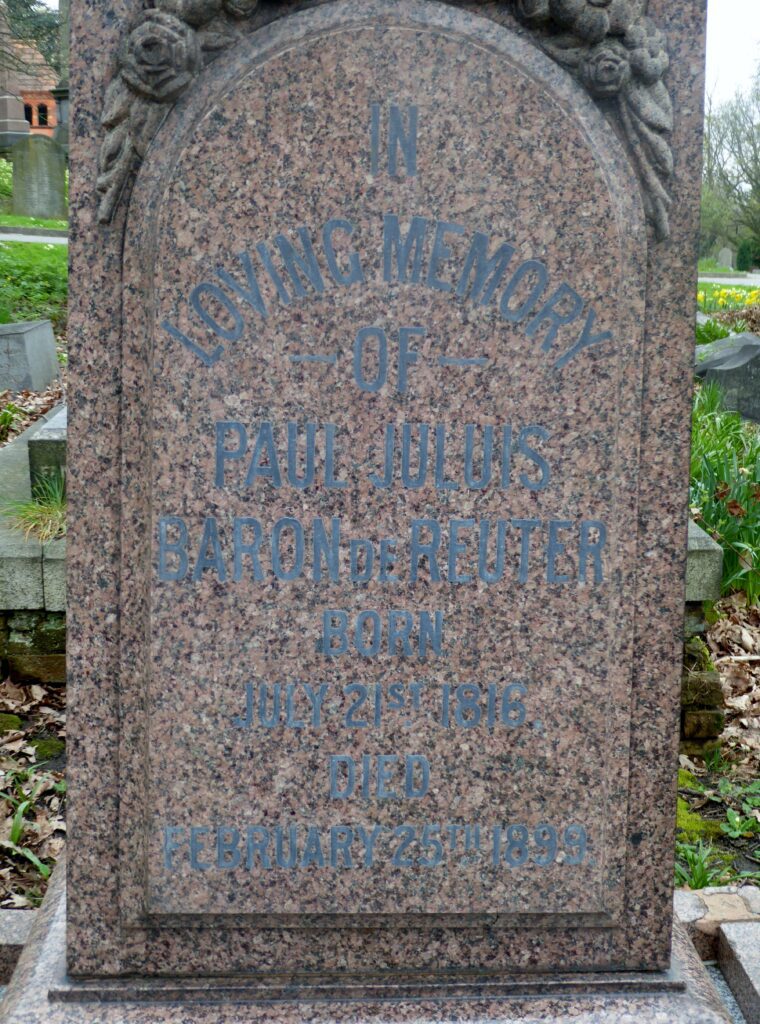 IN
LOVING MEMORY
— OF —
PAUL JULUIS
BARON DE REUTER
BORN
JULY 21ST 1816.
DIED
FEBRUARY 25TH 1899.